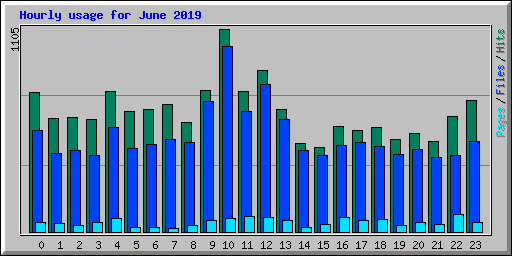 Hourly usage for June 2019
1105
Pages/Files/Hits
0 1 2 3 4 5 6 7 8 9 10 11 12 13 14 15 16 17 18 19 20 21 22 23